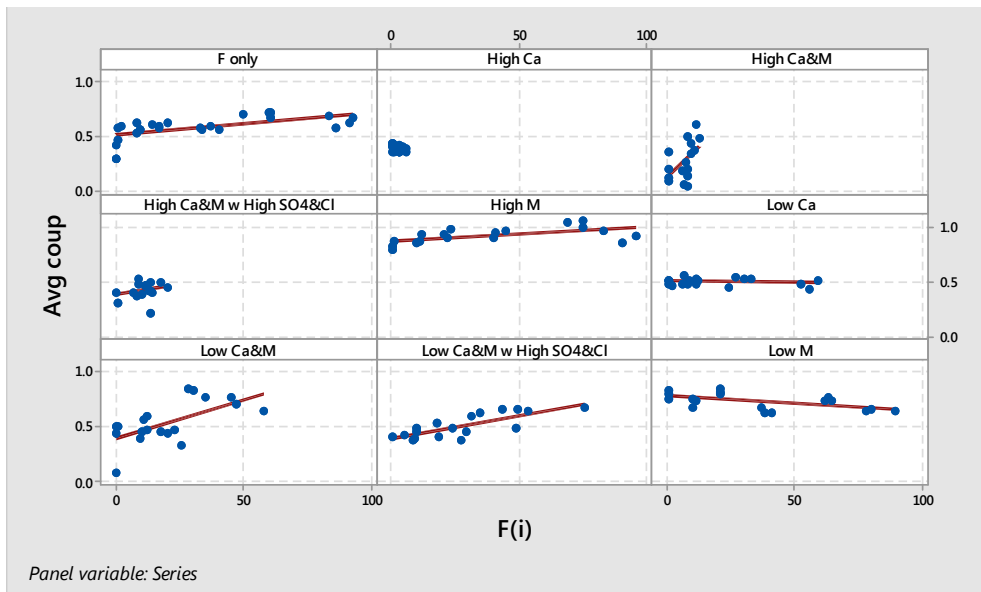 0 50 100
F only High Ca High Ca&M
1.0
0.5
0.0
High Ca&M w High SO4&Cl High M Low Ca
1.0
0.5
0.0
Avg coup
Low Ca&M Low Ca&M w High SO4&Cl Low M
1.0
0.5
0.0
0 50 100 0 50 100
F(i)
Panel variable: Series